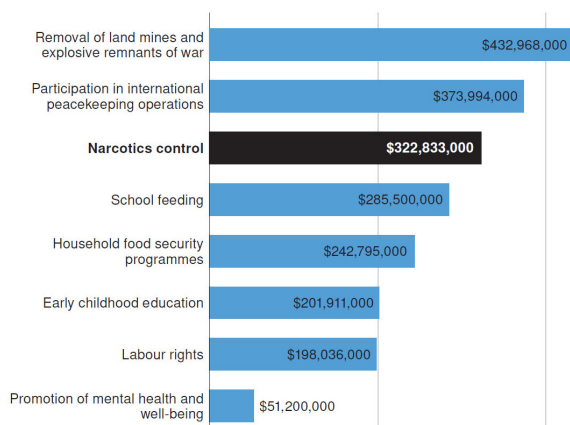 Removal of land mines and
explosive remnants of war
$432,968,000
Participation in international
peacekeeping operations
$373,994,000
Narcotics control
$322,833,000
School feeding
$285,500,000
Household food security
programmes
$242,795,000
Early childhood education
$201,911,000
Labour rights
$198,036,000
Promotion of mental health and
well-being
$51,200,000